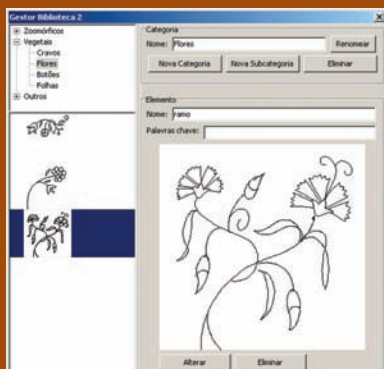 Gestor Biblioteca 2
Zoomórficos
Vegetais
Cravos
Flores
Botões
Folhas
Outros
Categoria
Nome: Flores Renomear
Nova Categoria Nova Subcategoria Eliminar
Elemento
Nome: ramo
Palavras chave:
Alterar Eliminar